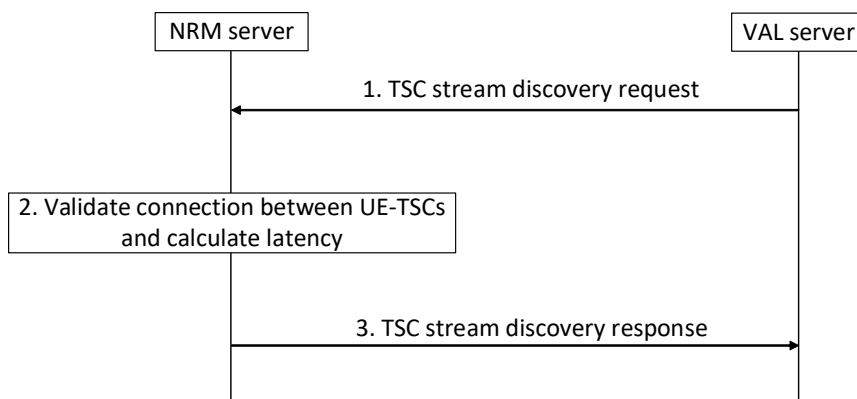 NRM server
VAL server
1. TSC stream discovery request
2. Validate connection between UE-TSCs
and calculate latency
3. TSC stream discovery response